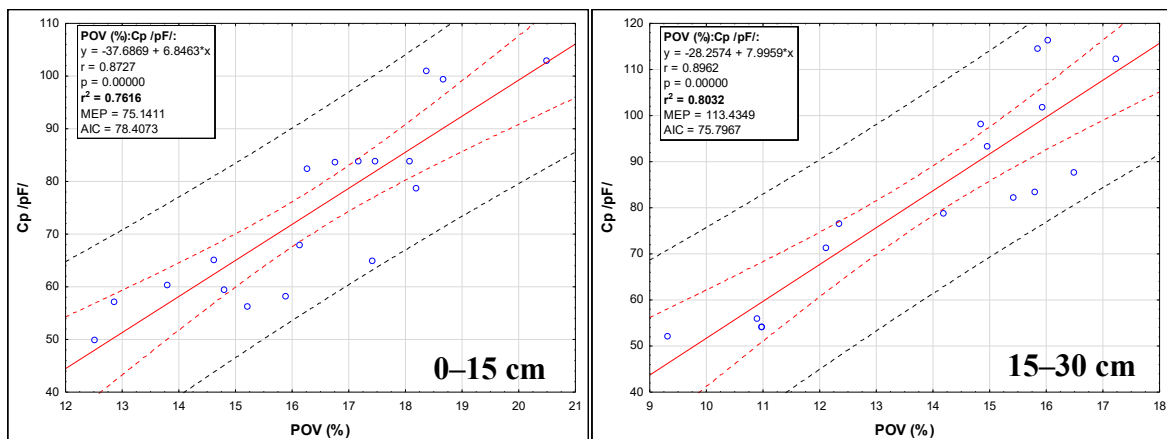 POV (%):Cp /pF/:
y = -37.6869 + 6.8463*x
r = 0.8727
p = 0.00000
r² = 0.7616
MEP = 75.1411
AIC = 78.4073
110
100
90
80
70
60
50
40
Cp /pF/
12 13 14 15 16 17 18 19 20 21
POV (%)
0–15 cm
POV (%):Cp /pF/:
y = -28.2574 + 7.9959*x
r = 0.8962
p = 0.00000
r² = 0.8032
MEP = 113.4349
AIC = 75.7967
120
110
100
90
80
70
60
50
40
9 10 11 12 13 14 15 16 17 18
POV (%)
15–30 cm